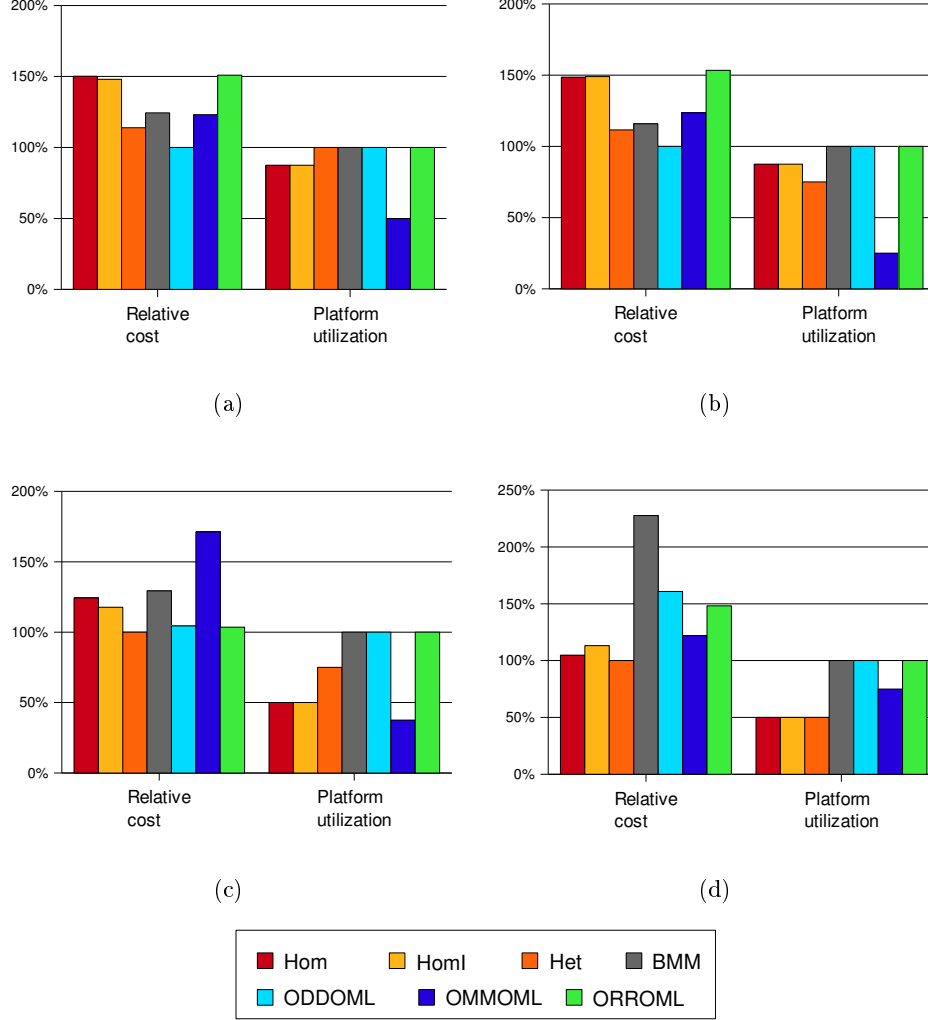 200%
150%
100%
50%
0%
Relative
cost
Platform
utilization
(a)
200%
150%
100%
50%
0%
Relative
cost
Platform
utilization
(b)
200%
150%
100%
50%
0%
Relative
cost
Platform
utilization
(c)
250%
200%
150%
100%
50%
0%
Relative
cost
Platform
utilization
(d)
Hom HomI Het BMM
ODDOML OMMOML ORROML